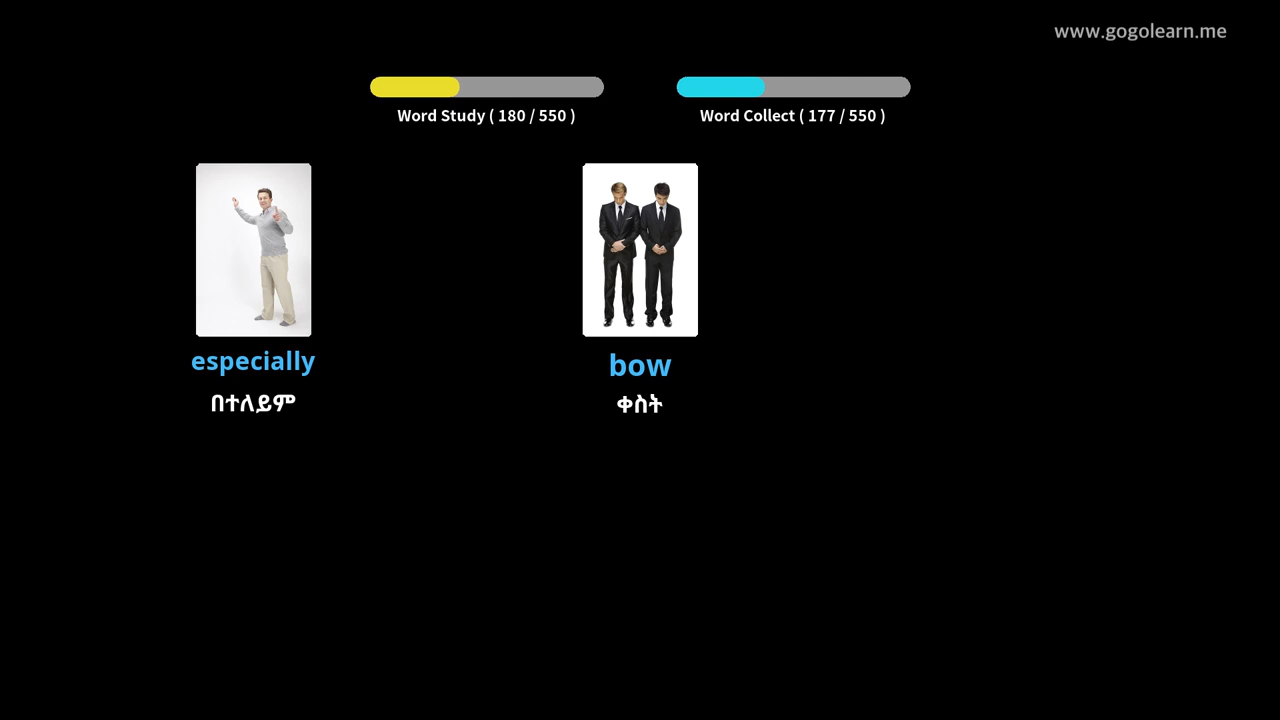 www.gogolearn.me
Word Study ( 180 / 550 )
Word Collect ( 177 / 550 )
especially
በተለይም
bow
ቀስት